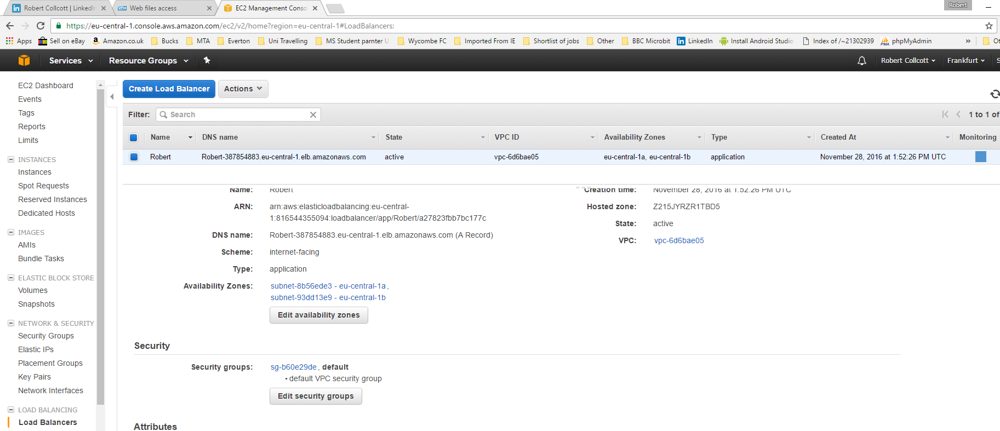 Robert Collcott | LinkedIn
Web files access
EC2 Management Conso
Robert
https://eu-central-1.console.aws.amazon.com/ec2/v2/home?region=eu-central-1#LoadBalancers:
Apps Sell on eBay Amazon.co.uk Bucks MTA Everton Uni Travelling MS Student parnter U Wycombe FC Imported From IE Shortlist of jobs Other BBC Microbit LinkedIn Install Android Studio Index of /~21302939 phpMyAdmin » Ot
Services Resource Groups Robert Collcott Frankfurt S
EC2 Dashboard
Events
Tags
Reports
Limits
INSTANCES
Instances
Spot Requests
Reserved Instances
Dedicated Hosts
IMAGES
AMIs
Bundle Tasks
ELASTIC BLOCK STORE
Volumes
Snapshots
NETWORK & SECURITY
Security Groups
Elastic IPs
Placement Groups
Key Pairs
Network Interfaces
LOAD BALANCING
Load Balancers
Create Load Balancer Actions
Filter: Search 1 to 1 of
Name DNS name State VPC ID Availability Zones Type Created At Monitoring
Robert Robert-387854883.eu-central-1.elb.amazonaws.com active vpc-6d6bae05 eu-central-1a, eu-central-1b application November 28, 2016 at 1:52:26 PM UTC
Name: Robert
ARN: arn:aws:elasticloadbalancing:eu-central-
1:816544355094:loadbalancer/app/Robert/a27823fbb7bc177c
DNS name: Robert-387854883.eu-central-1.elb.amazonaws.com (A Record)
Scheme: internet-facing
Type: application
Availability Zones: subnet-8b56ede3 - eu-central-1a,
subnet-93dd13e9 - eu-central-1b
Edit availability zones
Creation time: November 28, 2016 at 1:52:26 PM UTC
Hosted zone: Z215JYRZR1TBD5
State: active
VPC: vpc-6d6bae05
Security
Security groups: sg-b60e29de, default
• default VPC security group
Edit security groups
Attributes